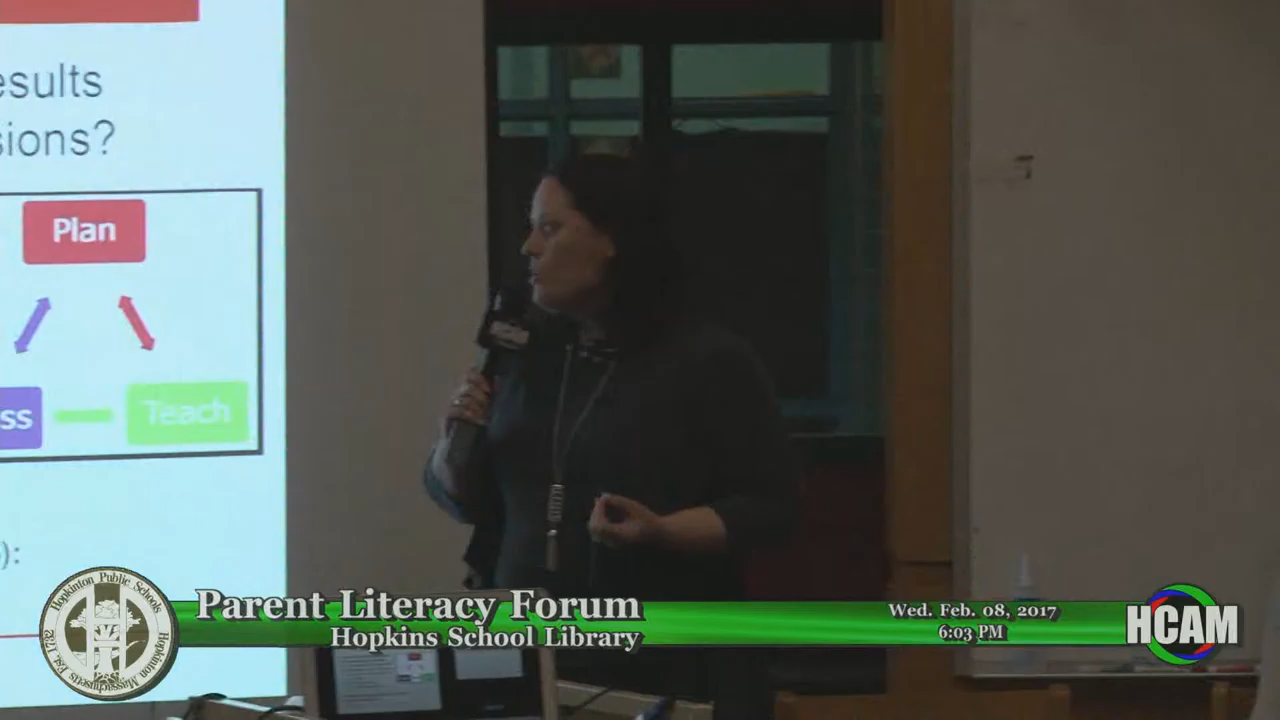 esults
sions?
Plan
ss
Teach
):
Parent Literacy Forum
Hopkins School Library
Wed. Feb. 08, 2017
6:03 PM
HCAM
Hopkinton Public Schools
Hopkinton Massachusetts